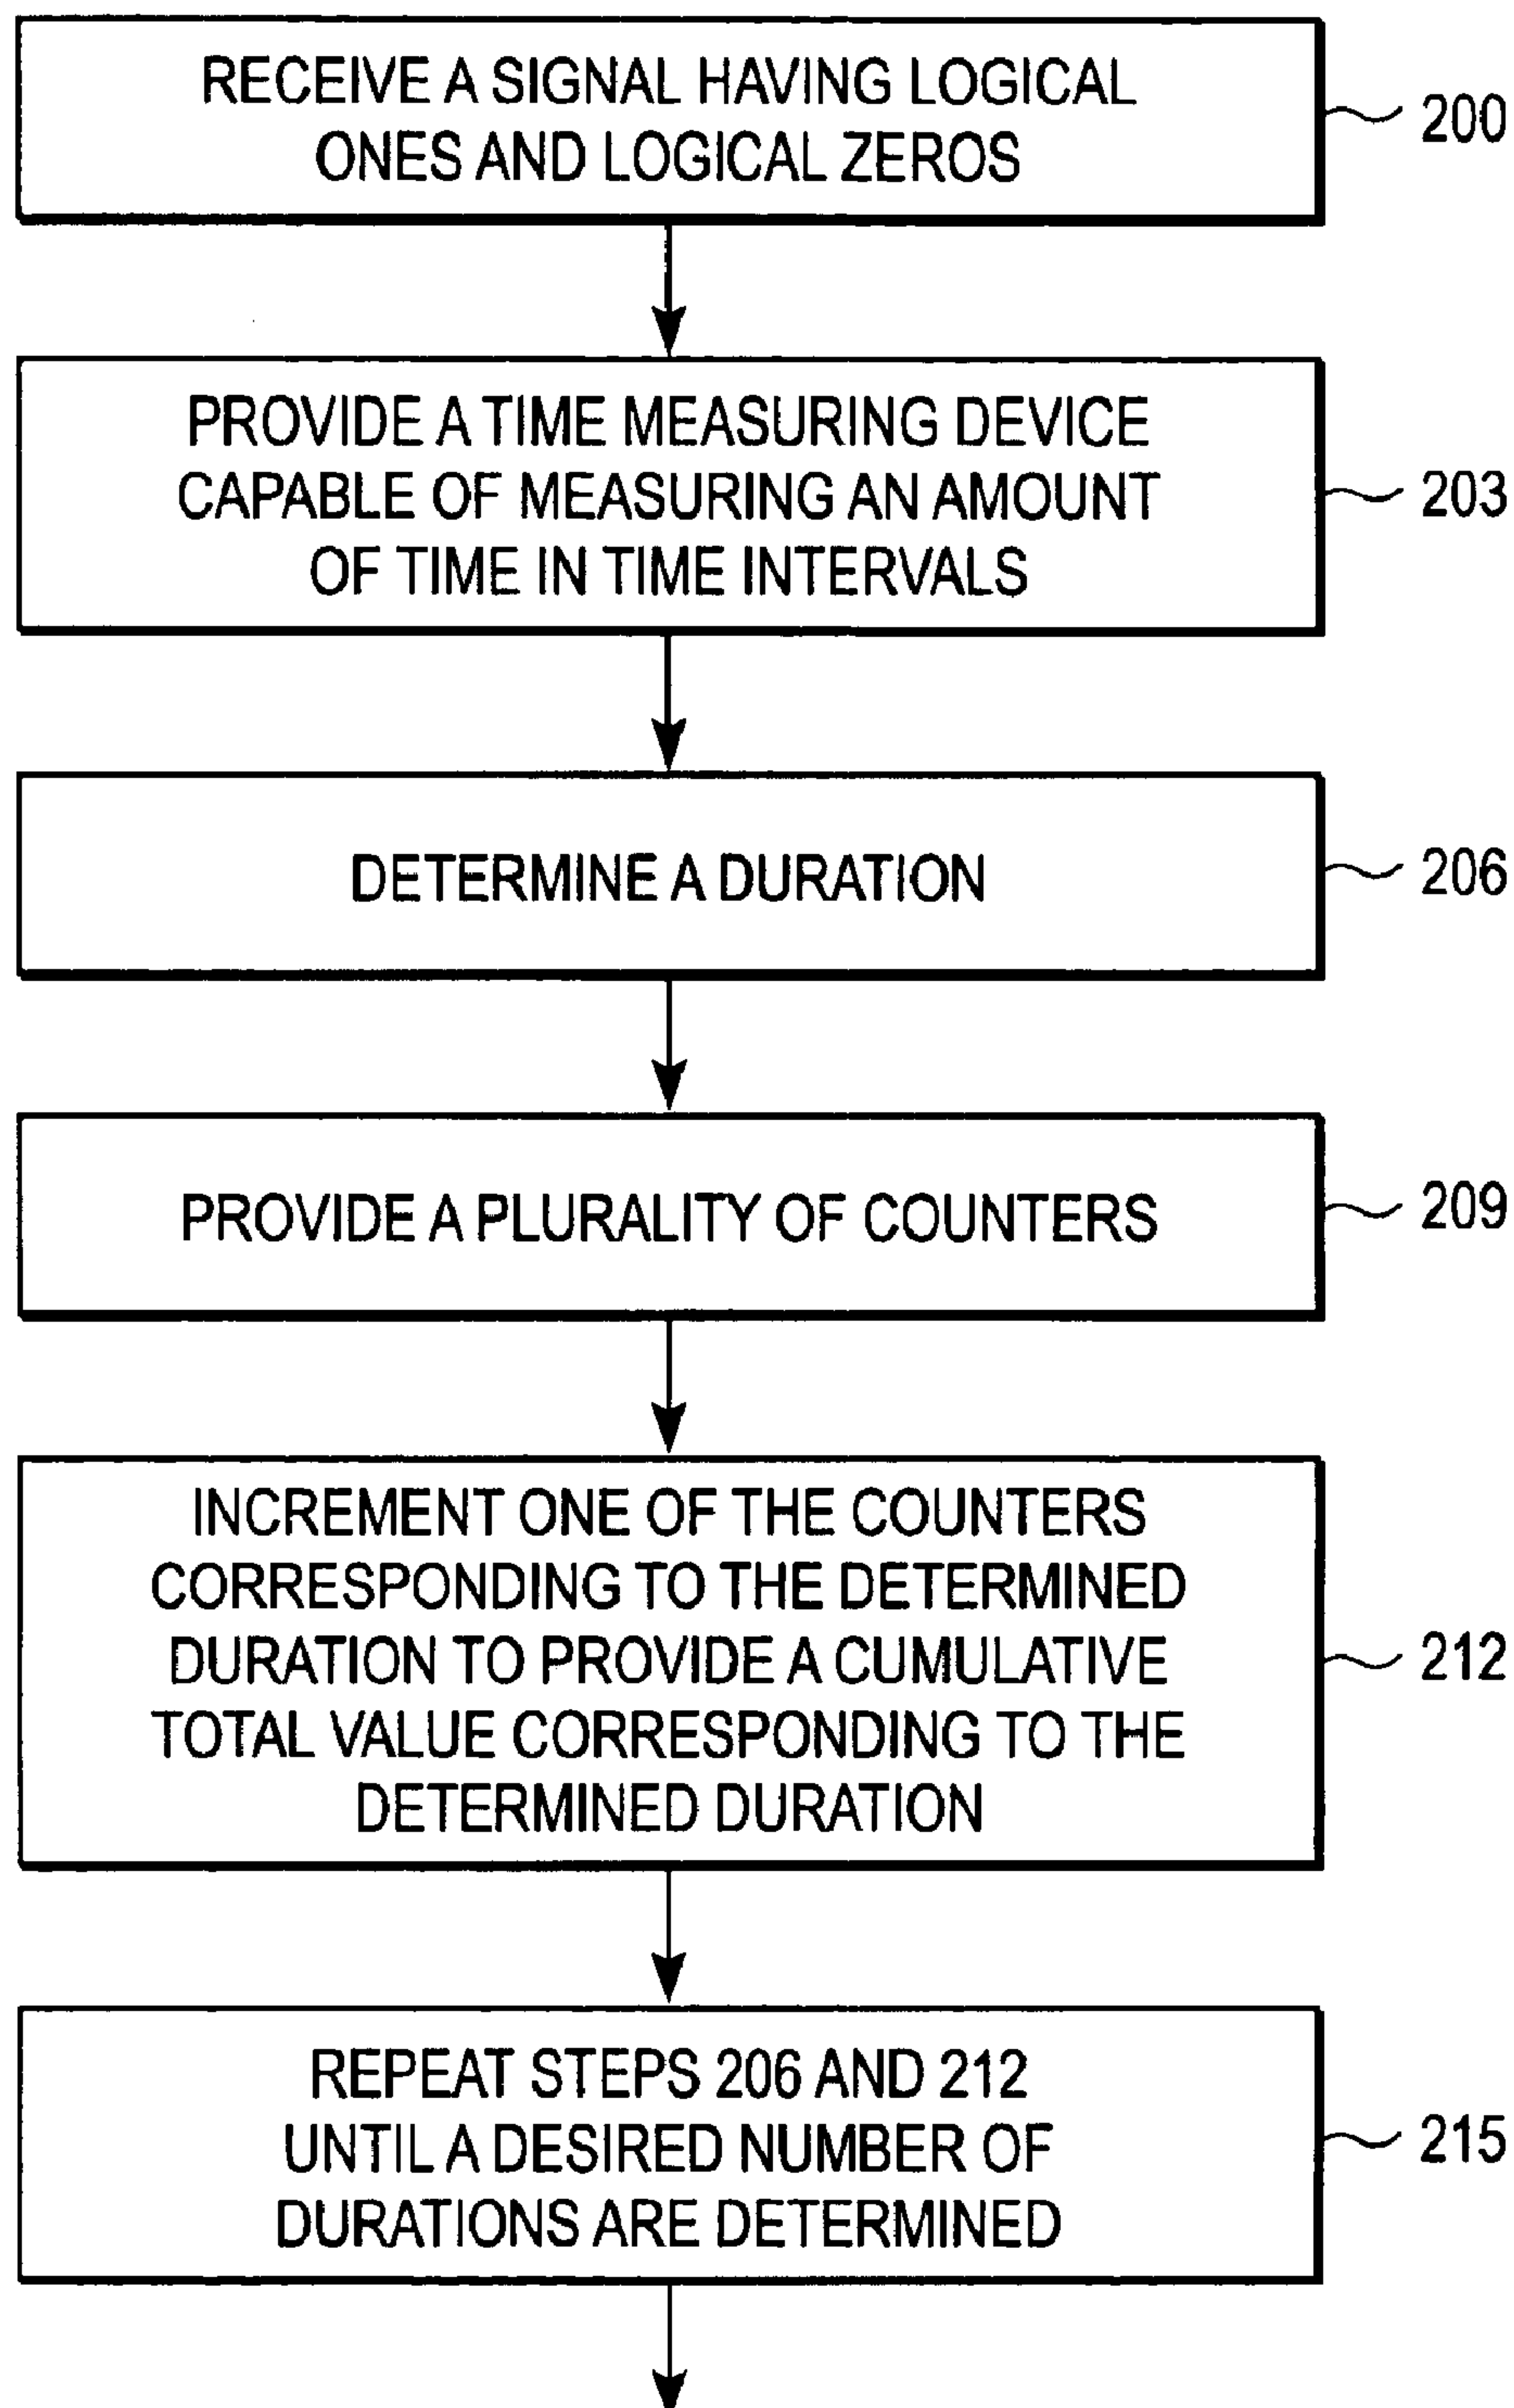 RECEIVE A SIGNAL HAVING LOGICAL
ONES AND LOGICAL ZEROS
200
PROVIDE A TIME MEASURING DEVICE
CAPABLE OF MEASURING AN AMOUNT
OF TIME IN TIME INTERVALS
203
DETERMINE A DURATION
206
PROVIDE A PLURALITY OF COUNTERS
209
INCREMENT ONE OF THE COUNTERS
CORRESPONDING TO THE DETERMINED
DURATION TO PROVIDE A CUMULATIVE
TOTAL VALUE CORRESPONDING TO THE
DETERMINED DURATION
212
REPEAT STEPS 206 AND 212
UNTIL A DESIRED NUMBER OF
DURATIONS ARE DETERMINED
215